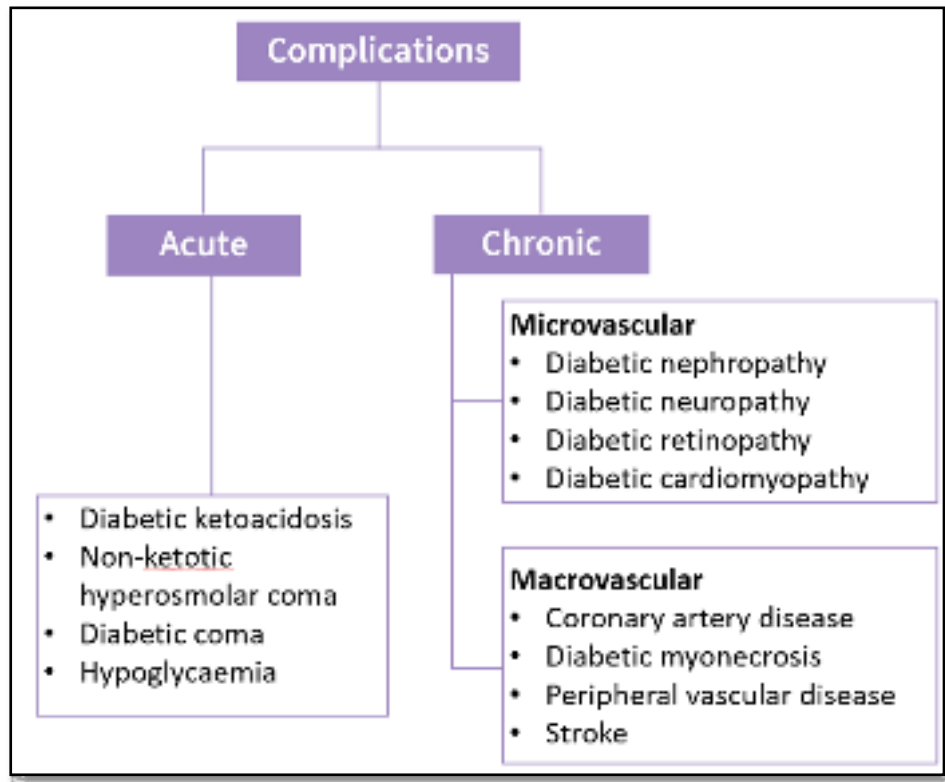 Complications
Acute
Chronic
Microvascular
• Diabetic nephropathy
• Diabetic neuropathy
• Diabetic retinopathy
• Diabetic cardiomyopathy
• Diabetic ketoacidosis
• Non-ketotic
hyperosmolar coma
• Diabetic coma
• Hypoglycaemia
Macrovascular
• Coronary artery disease
• Diabetic myonecrosis
• Peripheral vascular disease
• Stroke